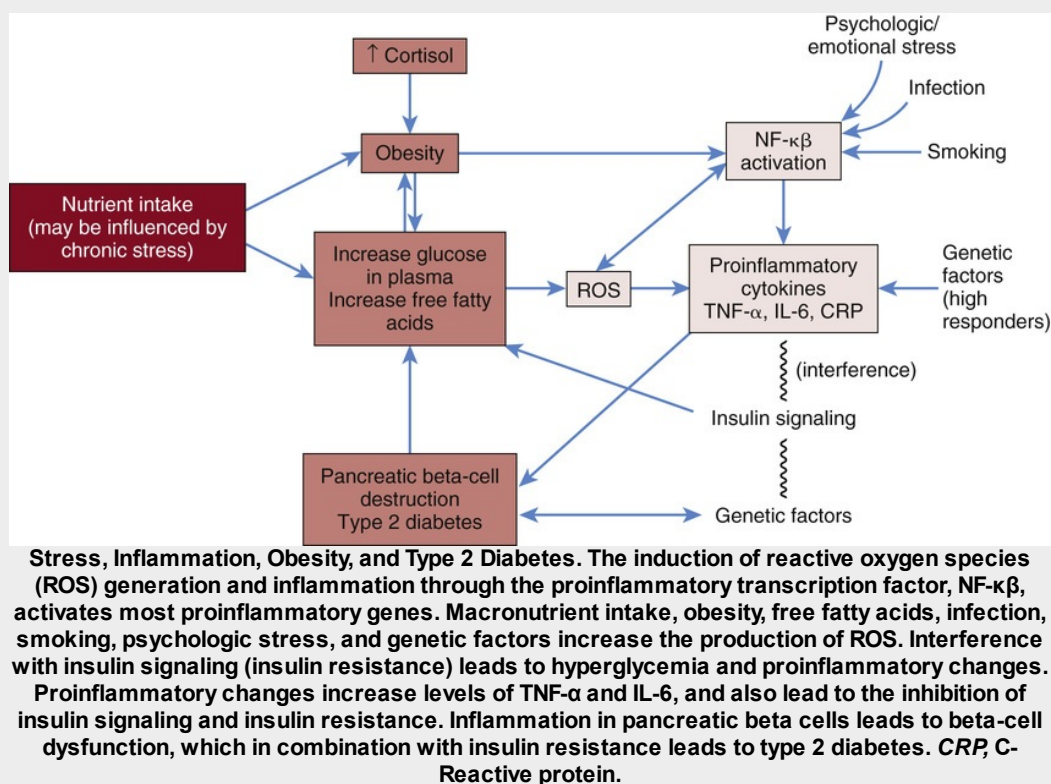 ↑ Cortisol
Psychologic/
emotional stress
Infection
Obesity
NF-κβ
activation
Smoking
Nutrient intake
(may be influenced by
chronic stress)
Increase glucose
in plasma
Increase free fatty
acids
ROS
Proinflammatory
cytokines
TNF-α, IL-6, CRP
Genetic
factors
(high
responders)
(interference)
Insulin signaling
Pancreatic beta-cell
destruction
Type 2 diabetes
Genetic factors
Stress, Inflammation, Obesity, and Type 2 Diabetes. The induction of reactive oxygen species
(ROS) generation and inflammation through the proinflammatory transcription factor, NF-κβ,
activates most proinflammatory genes. Macronutrient intake, obesity, free fatty acids, infection,
smoking, psychologic stress, and genetic factors increase the production of ROS. Interference
with insulin signaling (insulin resistance) leads to hyperglycemia and proinflammatory changes.
Proinflammatory changes increase levels of TNF-α and IL-6, and also lead to the inhibition of
insulin signaling and insulin resistance. Inflammation in pancreatic beta cells leads to beta-cell
dysfunction, which in combination with insulin resistance leads to type 2 diabetes. CRP, C-
Reactive protein.